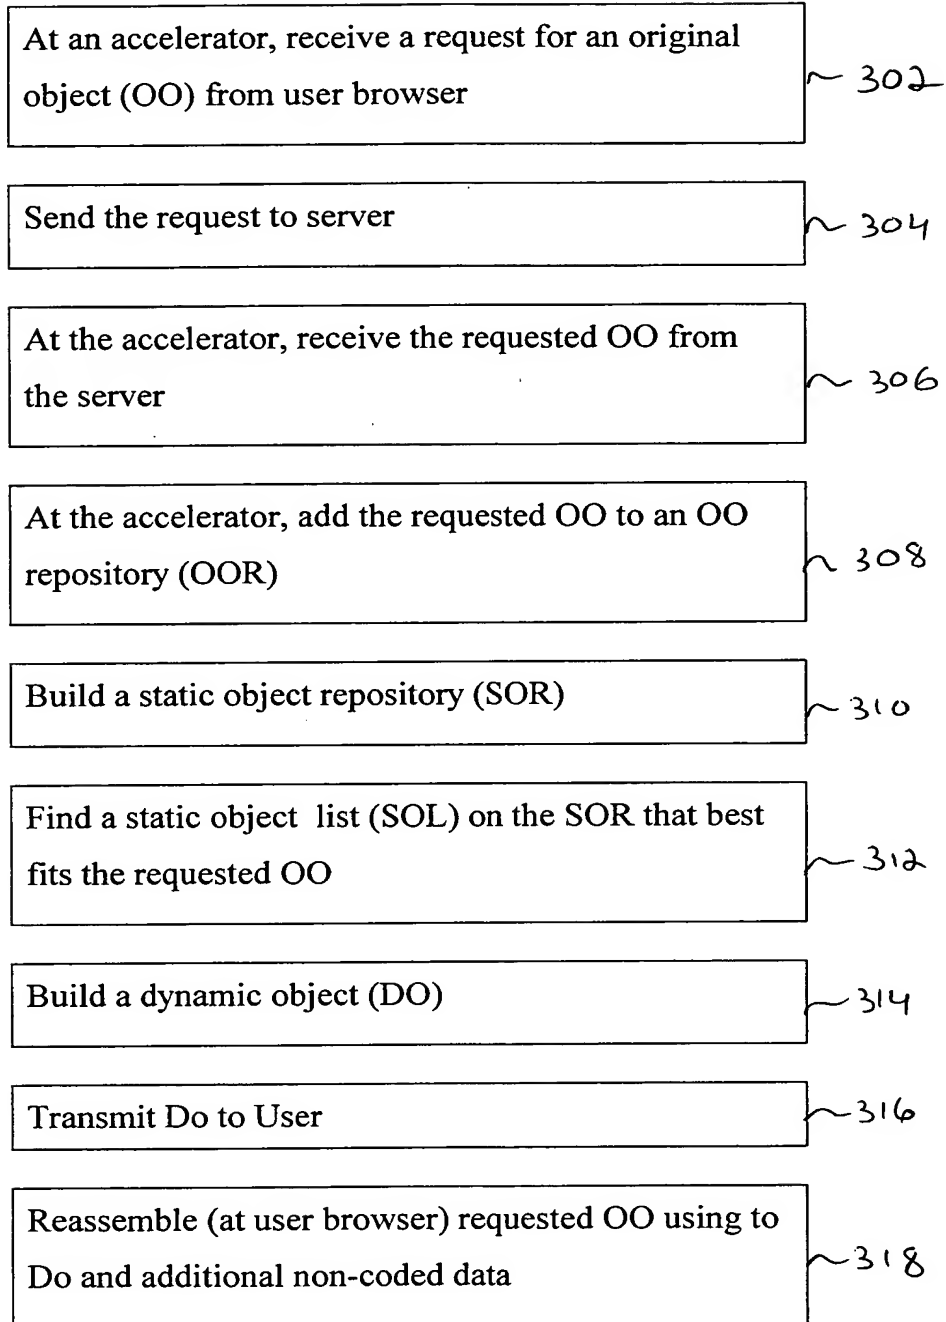 At an accelerator, receive a request for an original
object (OO) from user browser
302
Send the request to server
304
At the accelerator, receive the requested OO from
the server
306
At the accelerator, add the requested OO to an OO
repository (OOR)
308
Build a static object repository (SOR)
310
Find a static object list (SOL) on the SOR that best
fits the requested OO
312
Build a dynamic object (DO)
314
Transmit Do to User
316
Reassemble (at user browser) requested OO using to
Do and additional non-coded data
318